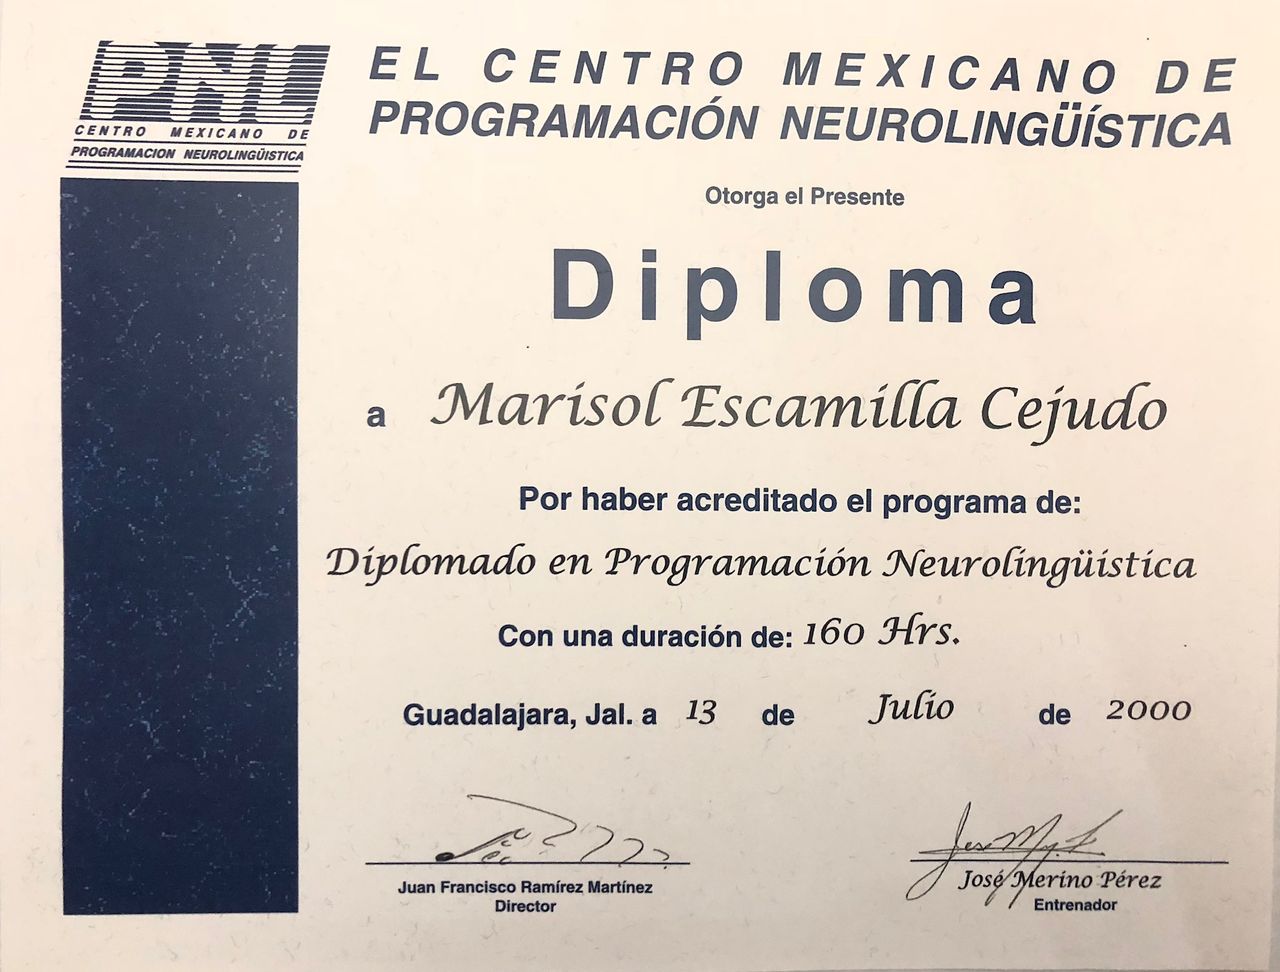 PNL
CENTRO MEXICANO DE
PROGRAMACION NEUROLINGÜISTICA
EL CENTRO MEXICANO DE
PROGRAMACIÓN NEUROLINGÜÍSTICA
Otorga el Presente
Diploma
a Marisol Escamilla Cejudo
Por haber acreditado el programa de:
Diplomado en Programación Neurolingüística
Con una duración de: 160 Hrs.
Guadalajara, Jal. a 13 de Julio de 2000
Juan Francisco Ramírez Martínez
Director
José Merino Pérez
Entrenador